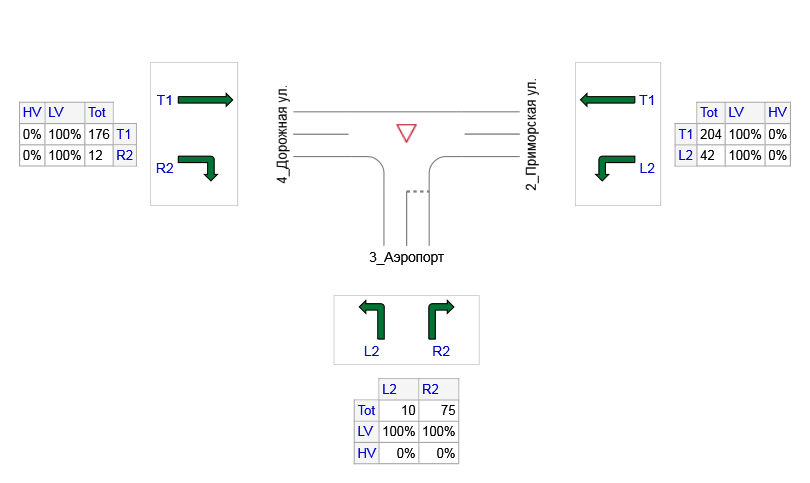 HV LV Tot
0% 100% 176 T1
0% 100% 12 R2
T1
R2
4_Дорожная ул.
2_Приморская ул.
T1
L2
Tot LV HV
T1 204 100% 0%
L2 42 100% 0%
3_Аэропорт
L2 R2
L2 R2
Tot 10 75
LV 100% 100%
HV 0% 0%